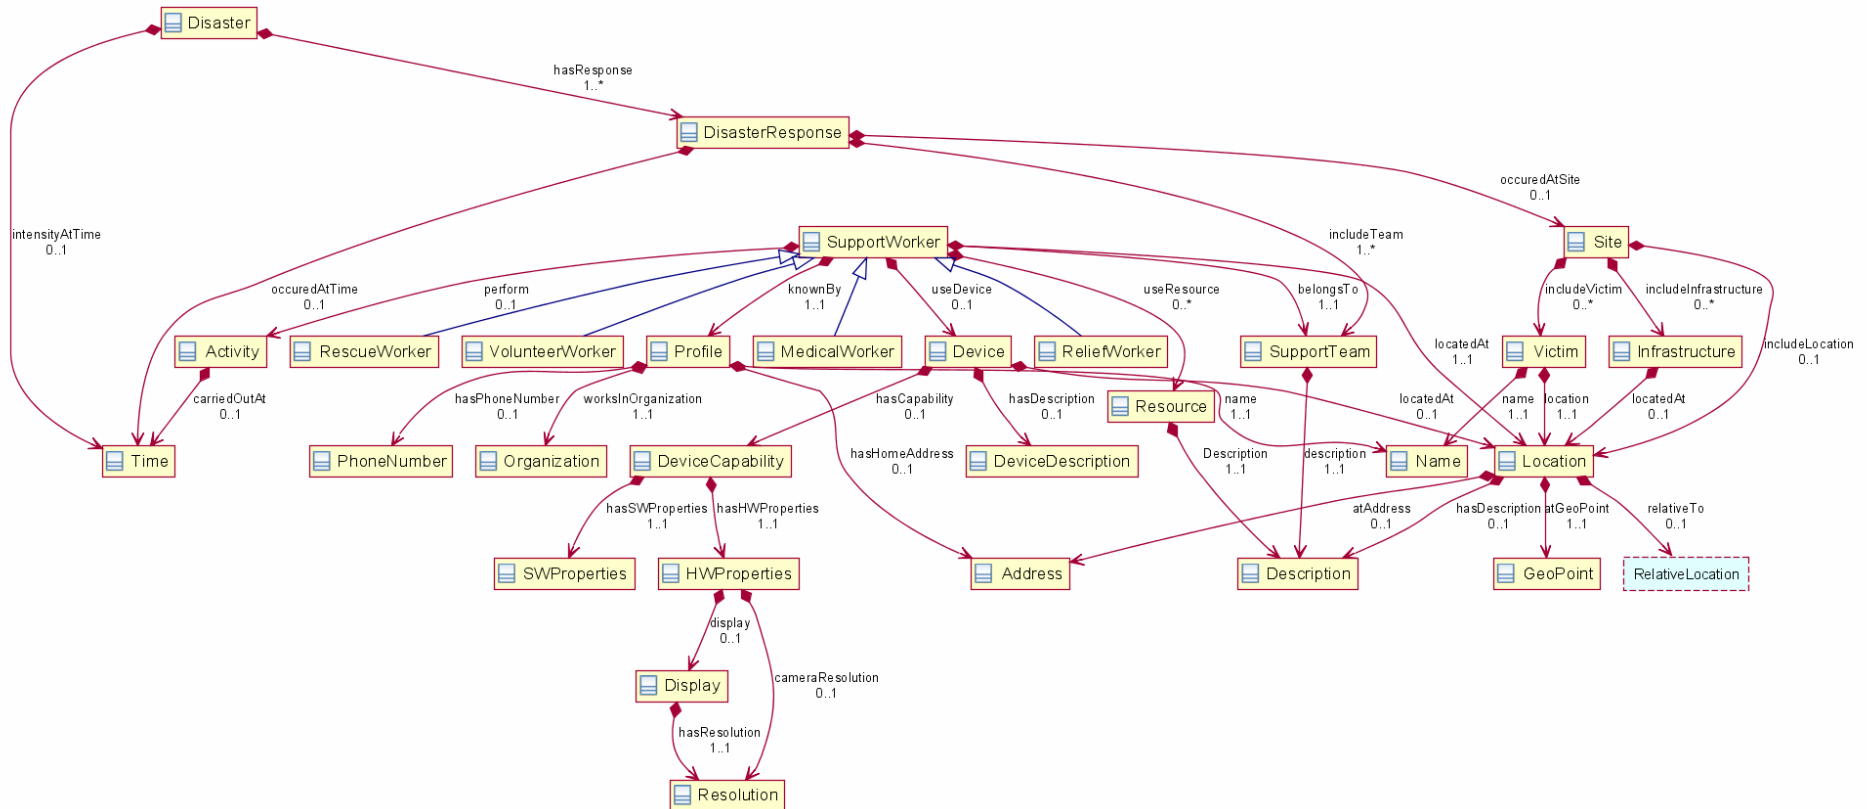 Disaster
hasResponse
1..*
DisasterResponse
occuredAtSite
0..1
intensityAtTime
0..1
includeTeam
1..*
SupportWorker
Site
occuredAtTime
0..1
perform
0..1
knownBy
1..1
useDevice
0..1
useResource
0..*
belongsTo
1..1
includeVictim
0..*
includeInfrastructure
0..*
Activity
RescueWorker
VolunteerWorker
Profile
MedicalWorker
Device
ReliefWorker
SupportTeam
locatedAt
1..1
Victim
Infrastructure
includeLocation
0..1
carriedOutAt
0..1
hasPhoneNumber
0..1
worksInOrganization
1..1
hasCapability
0..1
hasDescription
0..1
Resource
name
1..1
locatedAt
0..1
name
1..1
location
1..1
locatedAt
0..1
Time
PhoneNumber
Organization
DeviceCapability
hasHomeAddress
0..1
DeviceDescription
Description
1..1
description
1..1
Name
Location
hasSWProperties
1..1
hasHWProperties
1..1
atAddress
0..1
hasDescription
0..1
atGeoPoint
1..1
relativeTo
0..1
SWProperties
HWProperties
Address
Description
GeoPoint
RelativeLocation
display
0..1
Display
cameraResolution
0..1
hasResolution
1..1
Resolution